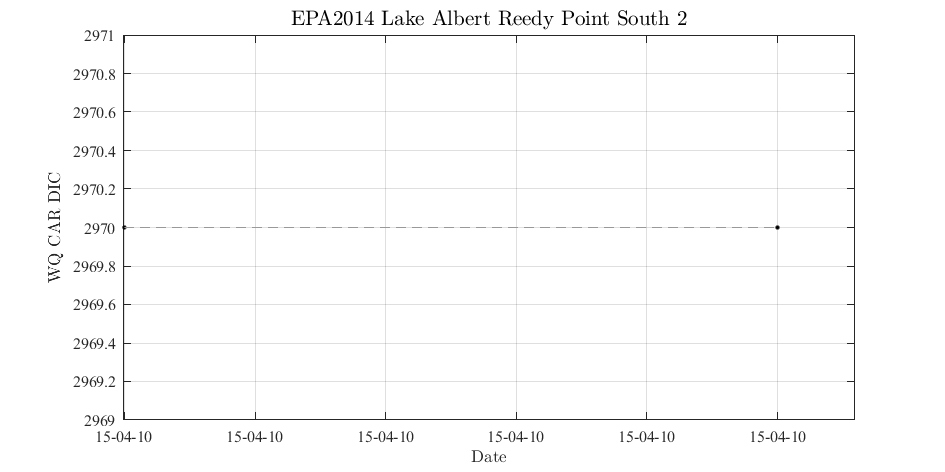 EPA2014 Lake Albert Reedy Point South 2
2971
2970.8
2970.6
2970.4
2970.2
2970
2969.8
2969.6
2969.4
2969.2
2969
WQ CAR DIC
15-04-10 15-04-10 15-04-10 15-04-10 15-04-10 15-04-10
Date